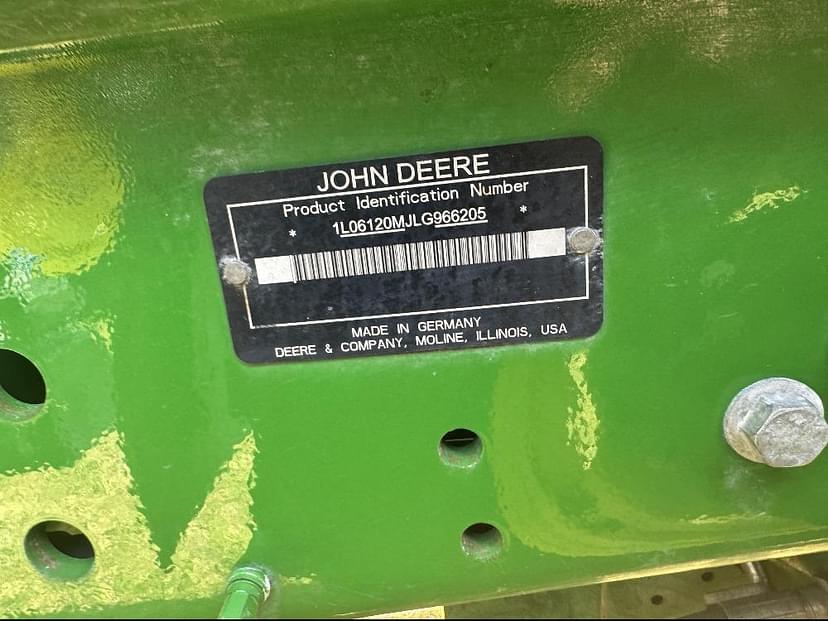 JOHN DEERE
Product Identification Number
* 1L06120MJLG966205 *
MADE IN GERMANY
DEERE & COMPANY, MOLINE, ILLINOIS, USA